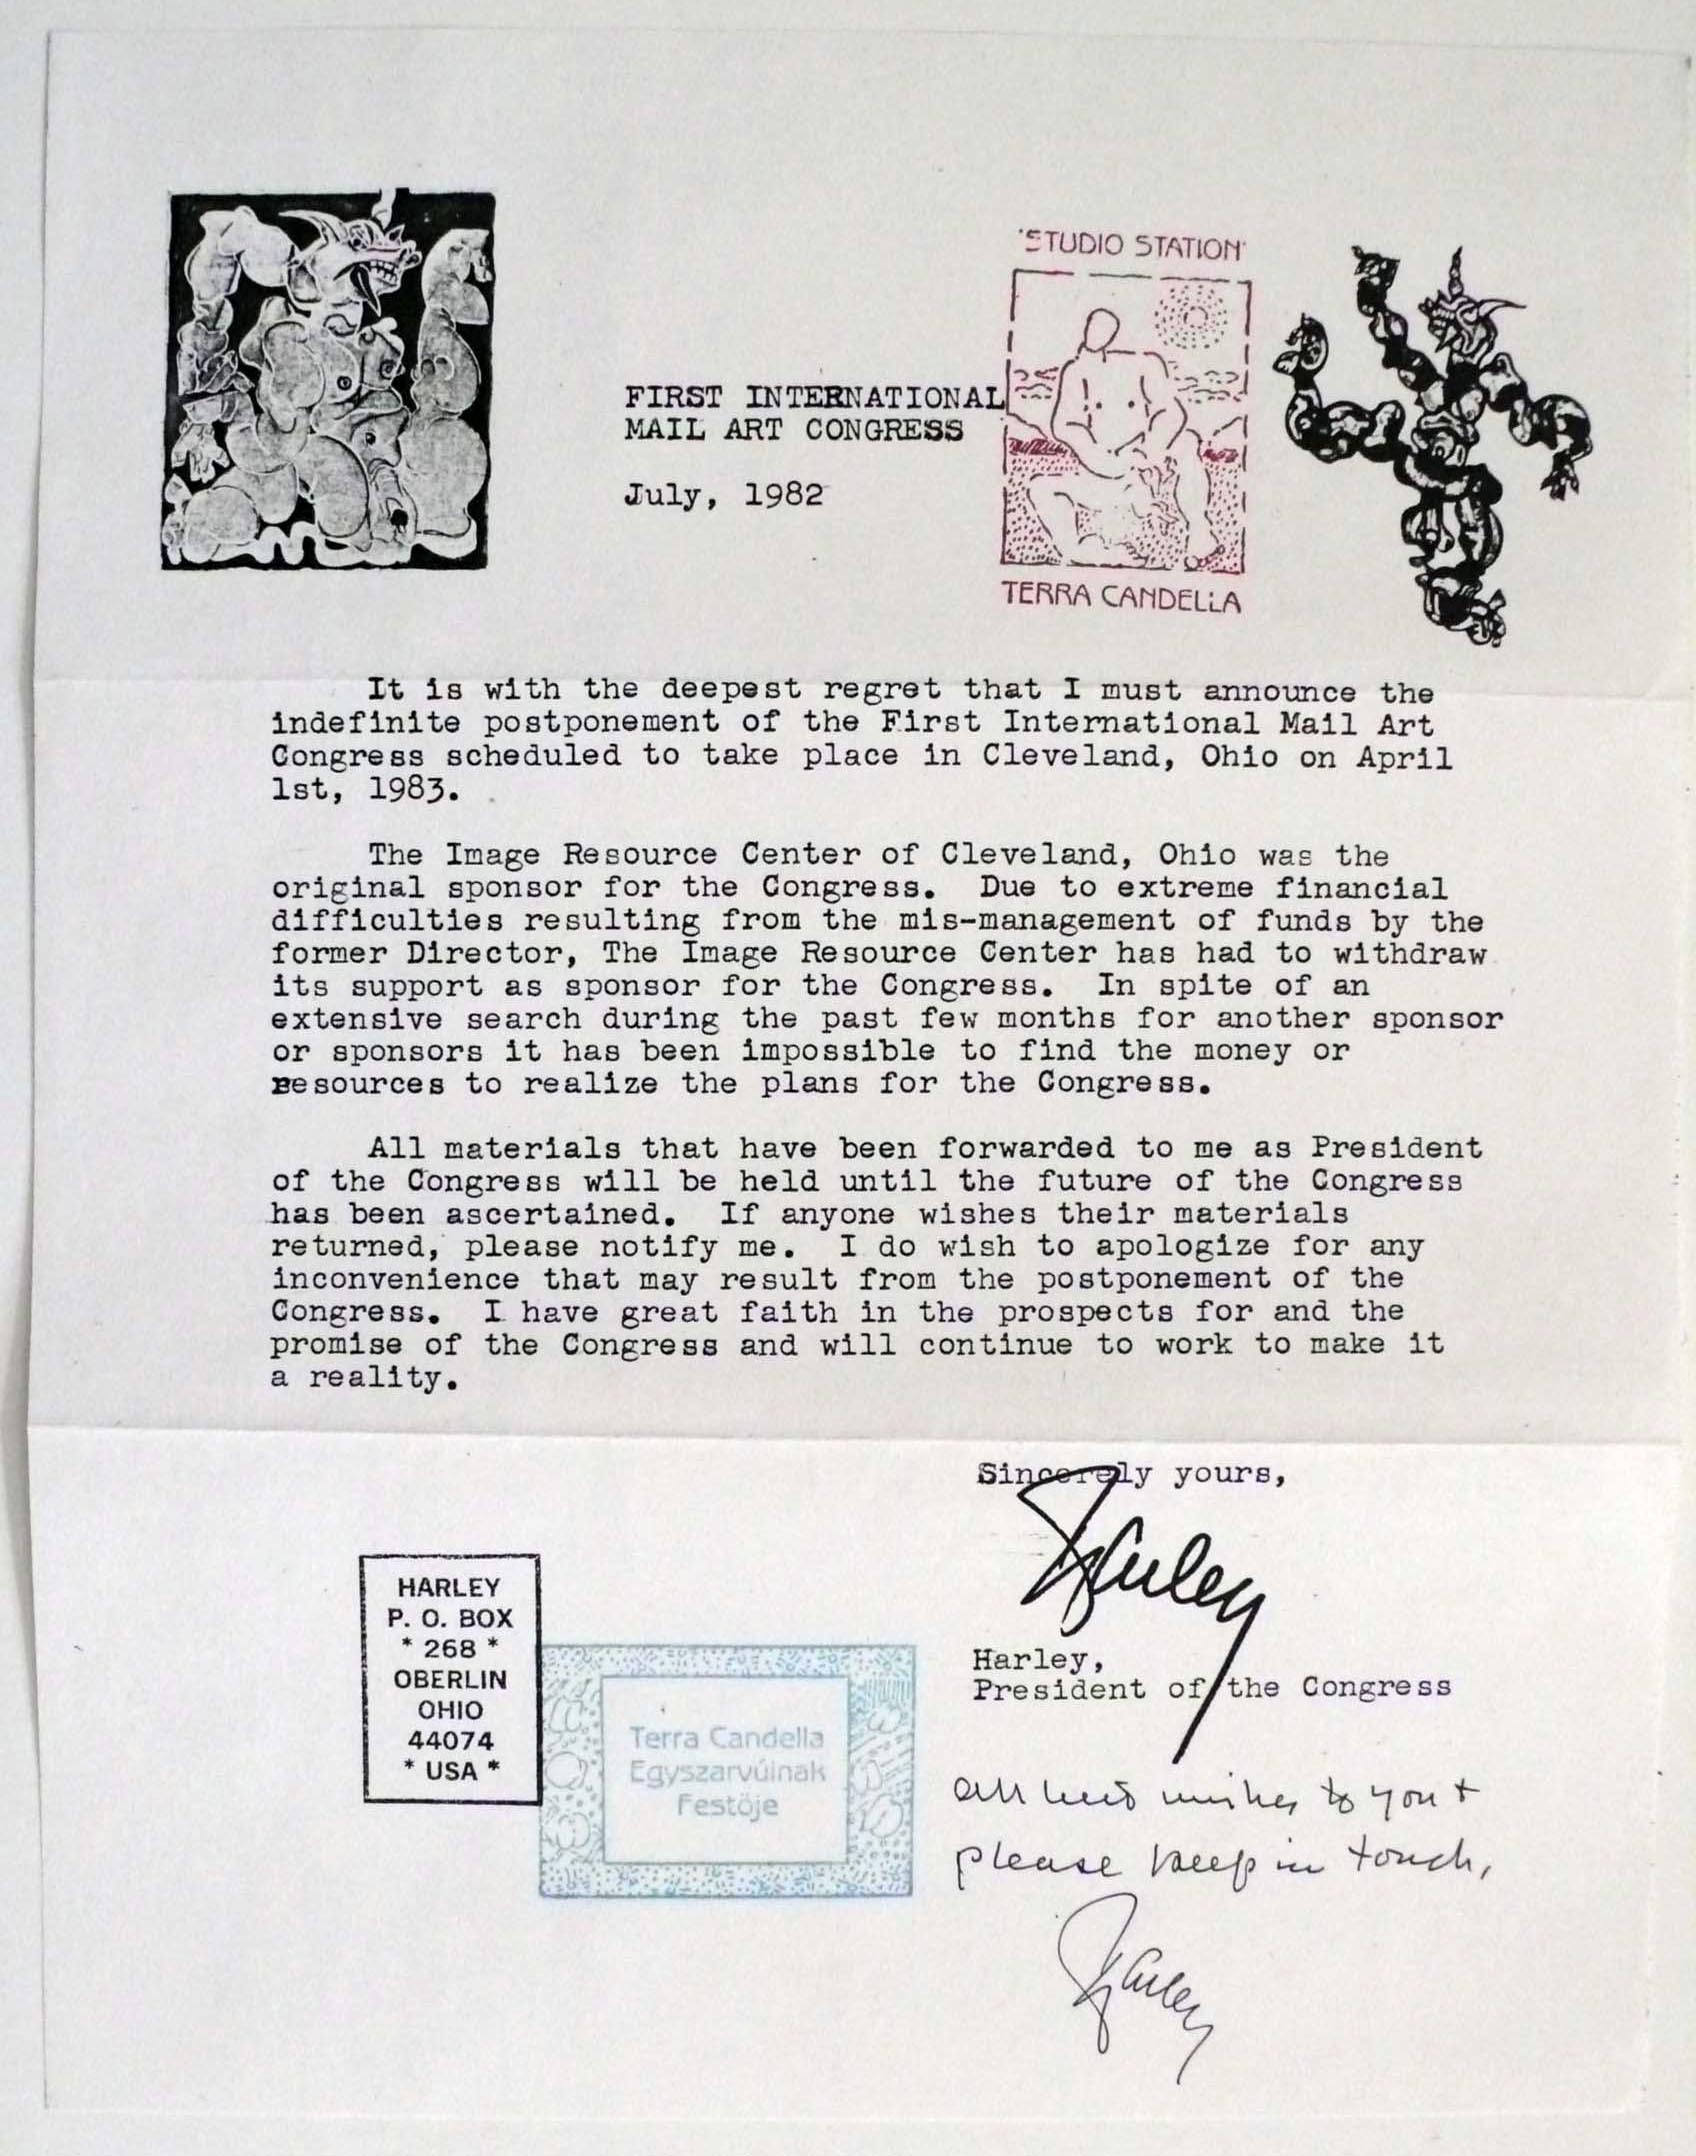 'STUDIO STATION'
FIRST INTERNATIONAL
MAIL ART CONGRESS
July, 1982
TERRA CANDELLA
It is with the deepest regret that I must announce the
indefinite postponement of the First International Mail Art
Congress scheduled to take place in Cleveland, Ohio on April
1st, 1983.
The Image Resource Center of Cleveland, Ohio was the
original sponsor for the Congress. Due to extreme financial
difficulties resulting from the mis-management of funds by the
former Director, The Image Resource Center has had to withdraw
its support as sponsor for the Congress. In spite of an
extensive search during the past few months for another sponsor
or sponsors it has been impossible to find the money or
resources to realize the plans for the Congress.
All materials that have been forwarded to me as President
of the Congress will be held until the future of the Congress
has been ascertained. If anyone wishes their materials
returned, please notify me. I do wish to apologize for any
inconvenience that may result from the postponement of the
Congress. I have great faith in the prospects for and the
promise of the Congress and will continue to work to make it
a reality.
Sincerely yours,
Harley
Harley,
President of the Congress
HARLEY
P. O. BOX
* 268 *
OBERLIN
OHIO
44074
* USA *
Terra Candella
Egyszarvúinak
Festöje
all best wishes to you +
please keep in touch,
Harley